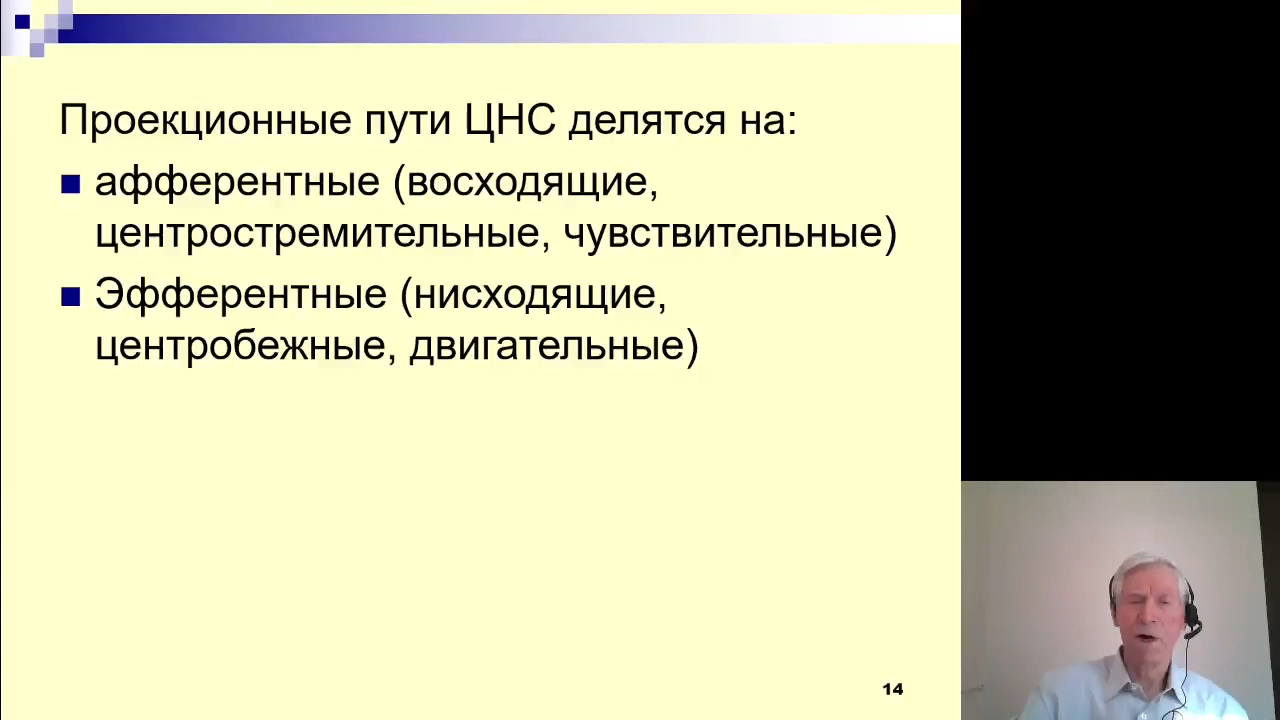 Проекционные пути ЦНС делятся на:
афферентные (восходящие,
центростремительные, чувствительные)
Эфферентные (нисходящие,
центробежные, двигательные)
14